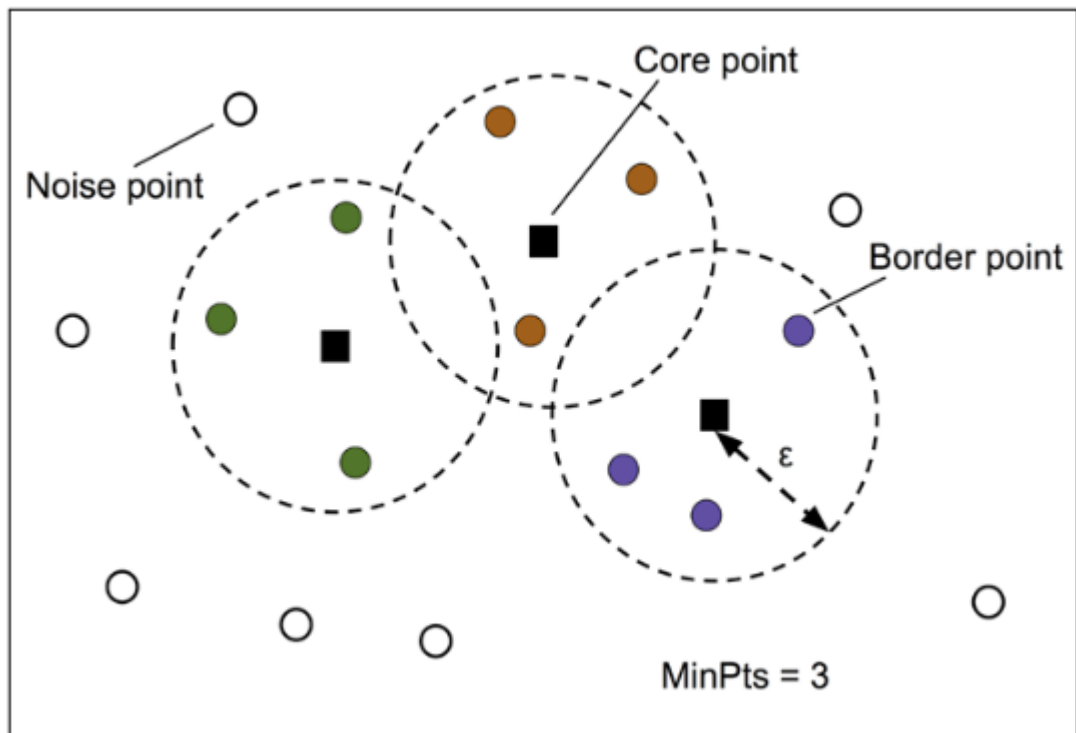 Core point
Noise point
Border point
ε
MinPts = 3